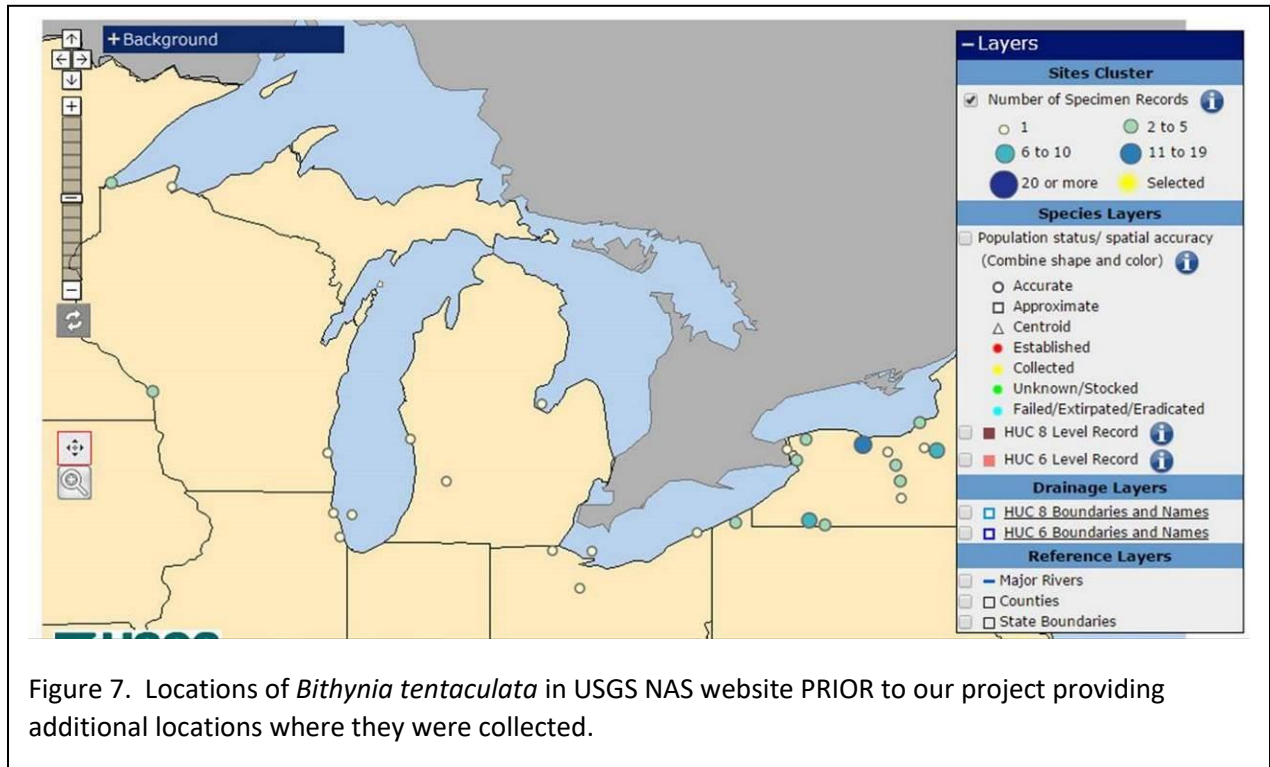 +Background
– Layers
Sites Cluster
Number of Specimen Records
1
2 to 5
6 to 10
11 to 19
20 or more
Selected
Species Layers
Population status/ spatial accuracy
(Combine shape and color)
Accurate
Approximate
Centroid
Established
Collected
Unknown/Stocked
Failed/Extirpated/Eradicated
HUC 8 Level Record
HUC 6 Level Record
Drainage Layers
HUC 8 Boundaries and Names
HUC 6 Boundaries and Names
Reference Layers
Major Rivers
Counties
State Boundaries
USGS
Figure 7. Locations of Bithynia tentaculata in USGS NAS website PRIOR to our project providing
additional locations where they were collected.